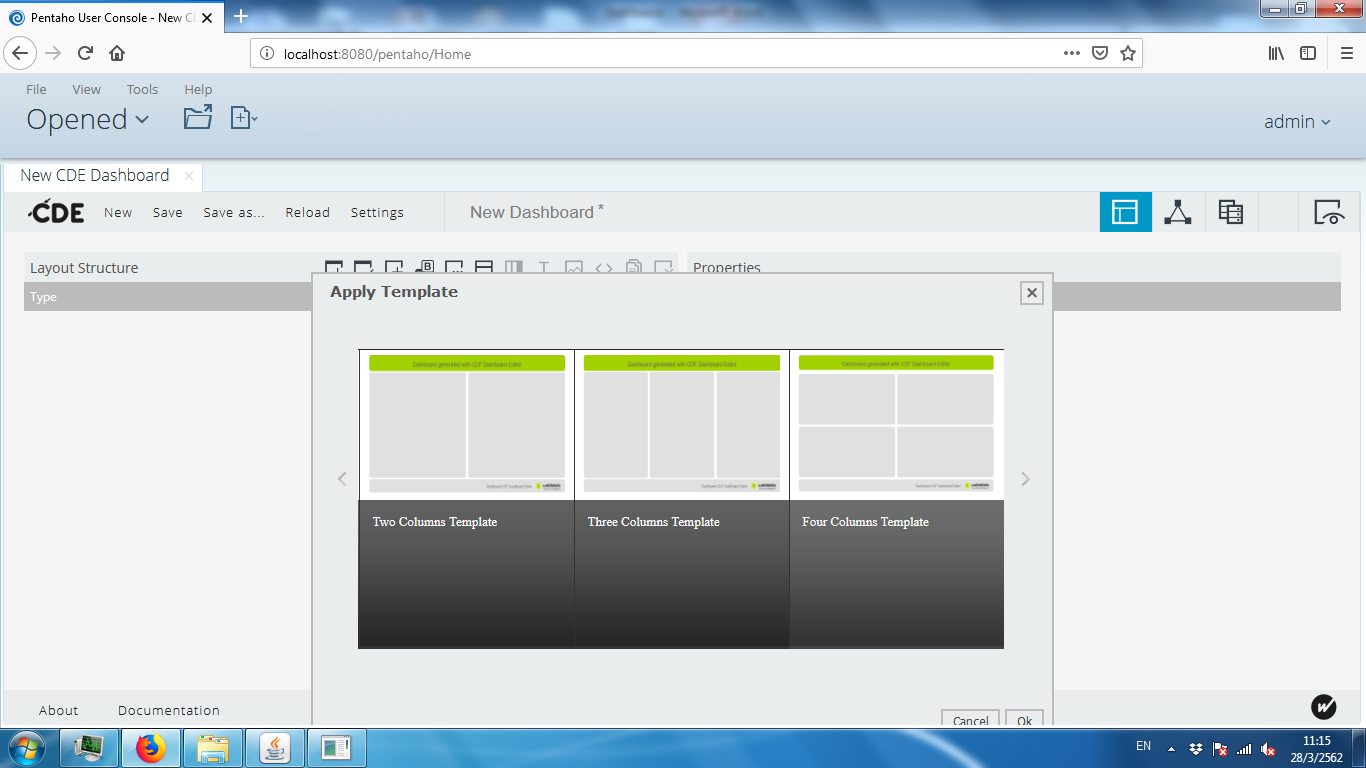 Pentaho User Console - New C
localhost:8080/pentaho/Home
File View Tools Help
Opened
admin
New CDE Dashboard
CDE New Save Save as... Reload Settings New Dashboard *
Layout Structure Properties
Type
Apply Template
Dashboard generated with CDF Dashboard Editor
Dashboard generated with CDF Dashboard Editor
Dashboard generated with CDF Dashboard Editor
Two Columns Template
Three Columns Template
Four Columns Template
Cancel Ok
About Documentation
EN
11:15
28/3/2562